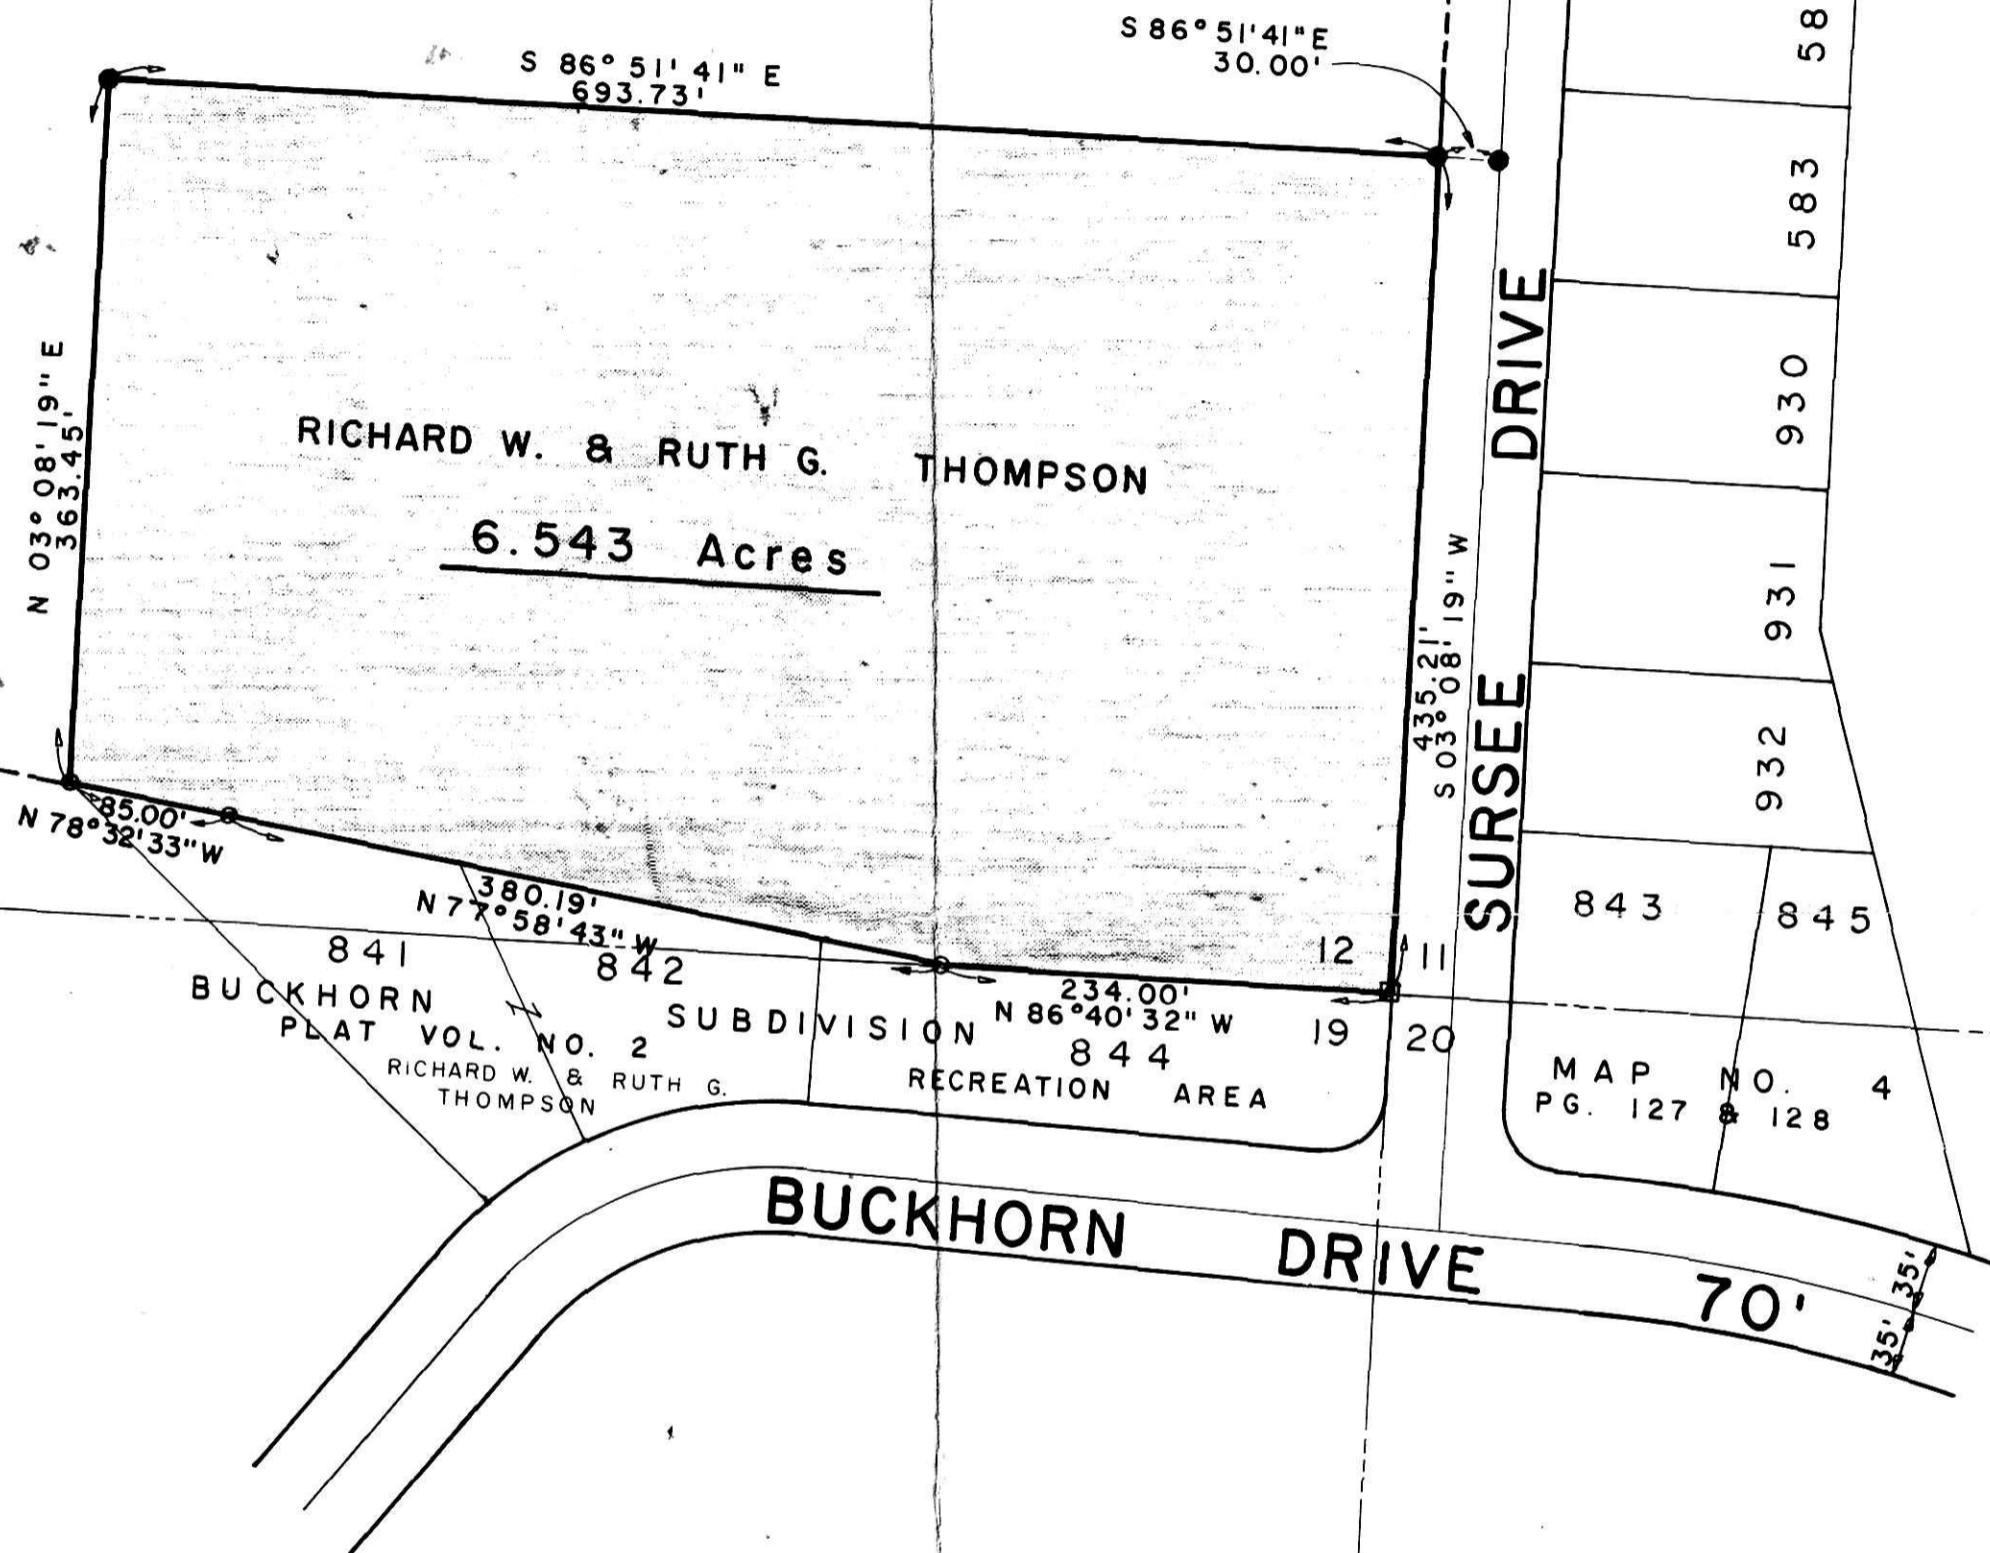 S 86° 51' 41" E
693.73'
S 86° 51' 41" E
30.00'
N 03° 08' 19" E
363.45'
RICHARD W. & RUTH G. THOMPSON
6.543 Acres
435.21'
S 03° 08' 19" W
SURSEE DRIVE
58
583
930
931
932
843
845
85.00'
N 78° 32' 33" W
380.19'
N 77° 58' 43" W
234.00'
N 86° 40' 32" W
12
11
19
20
841
842
844
BUCKHORN SUBDIVISION
PLAT VOL. NO. 2
RICHARD W. & RUTH G.
THOMPSON
RECREATION AREA
MAP NO. 4
PG. 127 & 128
BUCKHORN DRIVE 70'
35'
35'